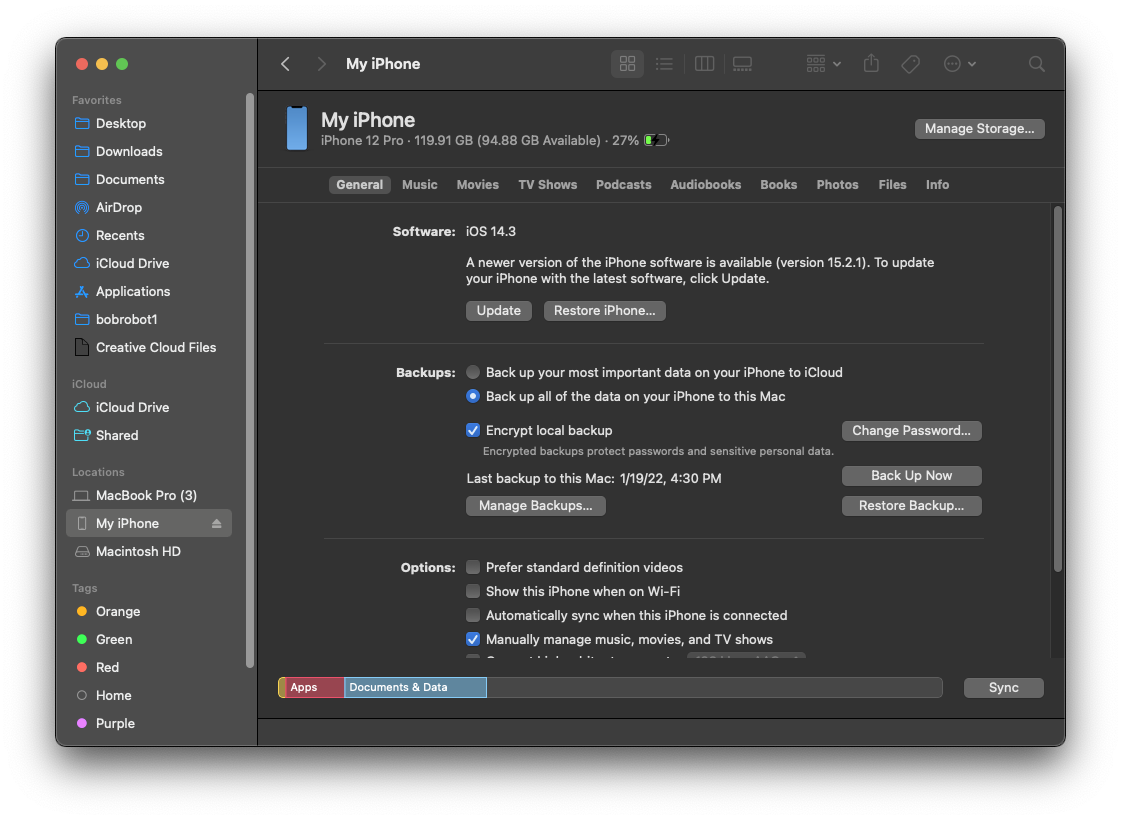 My iPhone
Favorites
Desktop
Downloads
Documents
AirDrop
Recents
iCloud Drive
Applications
bobrobot1
Creative Cloud Files
iCloud
iCloud Drive
Shared
Locations
MacBook Pro (3)
My iPhone
Macintosh HD
Tags
Orange
Green
Red
Home
Purple
My iPhone
iPhone 12 Pro · 119.91 GB (94.88 GB Available) · 27%
Manage Storage...
General Music Movies TV Shows Podcasts Audiobooks Books Photos Files Info
Software: iOS 14.3
A newer version of the iPhone software is available (version 15.2.1). To update
your iPhone with the latest software, click Update.
Update Restore iPhone...
Backups: Back up your most important data on your iPhone to iCloud
Back up all of the data on your iPhone to this Mac
Encrypt local backup Change Password...
Encrypted backups protect passwords and sensitive personal data.
Last backup to this Mac: 1/19/22, 4:30 PM Back Up Now
Manage Backups... Restore Backup...
Options: Prefer standard definition videos
Show this iPhone when on Wi-Fi
Automatically sync when this iPhone is connected
Manually manage music, movies, and TV shows
Apps Documents & Data Sync